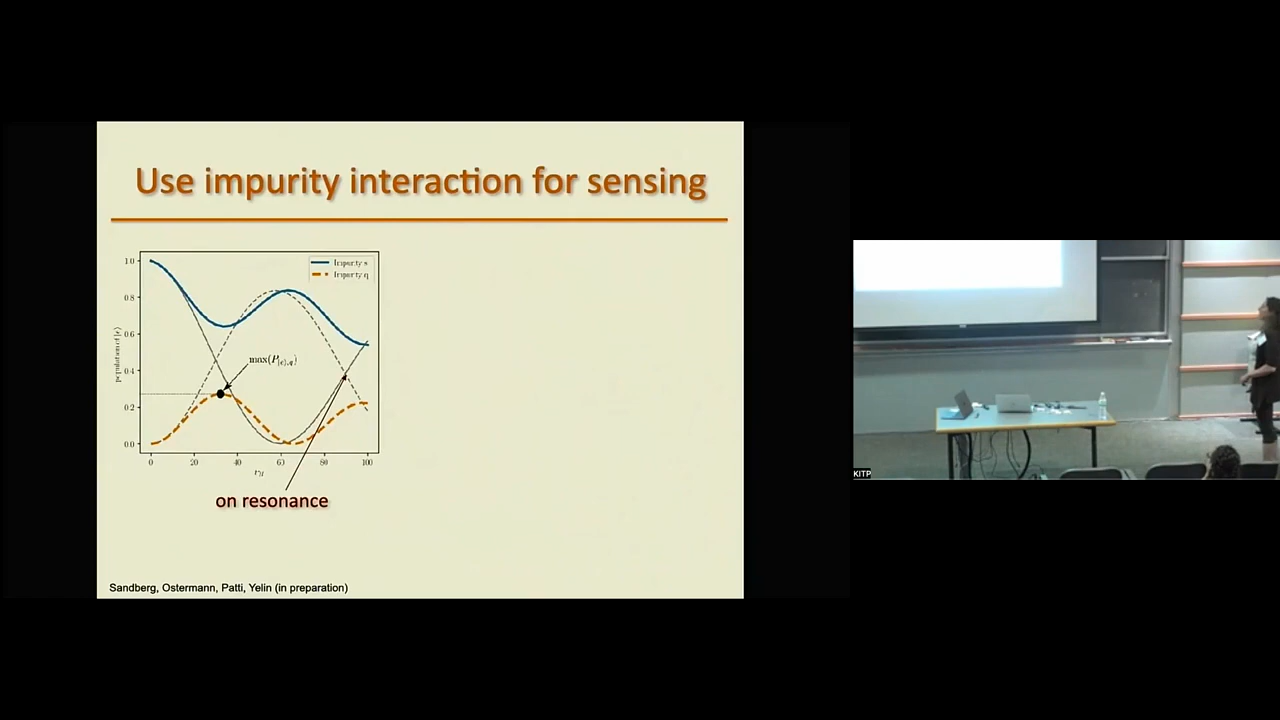 Use impurity interaction for sensing
1.0
0.8
0.6
0.4
0.2
0.0
Impurity s
Impurity q
0
20
40
60
80
100
on resonance
Sandberg, Ostermann, Patti, Yelin (in preparation)
KITP